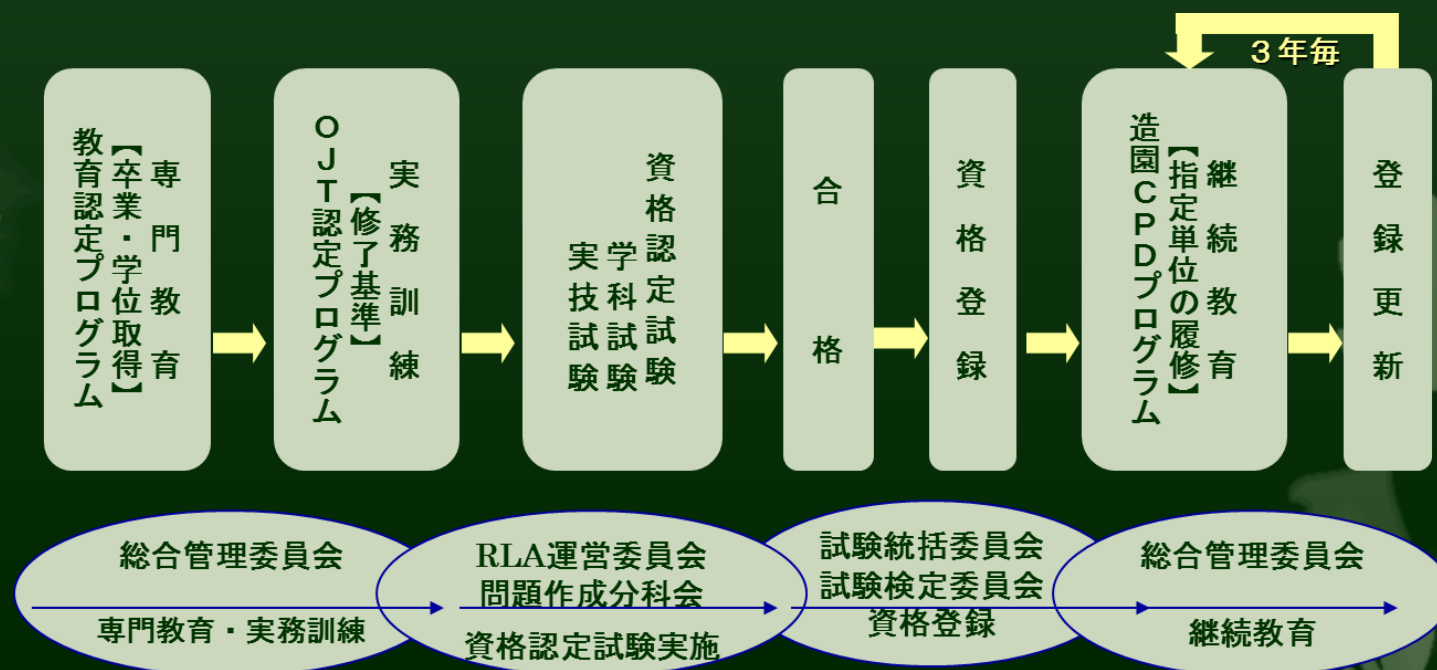 ３年毎
専門教育
【卒業・学位取得】
教育認定プログラム
実務訓練
【修了基準】
ＯＪＴ認定プログラム
資格認定試験
学科試験
実技試験
合格
資格登録
継続教育
【指定単位の履修】
造園ＣＰＤプログラム
登録更新
総合管理委員会
専門教育・実務訓練
RLA運営委員会
問題作成分科会
資格認定試験実施
試験統括委員会
試験検定委員会
資格登録
総合管理委員会
継続教育